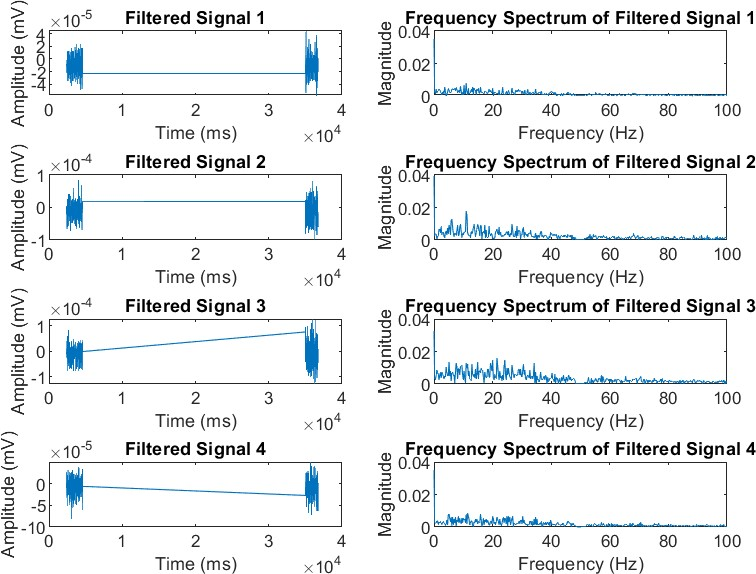 Filtered Signal 1
×10⁻⁵
Amplitude (mV)
4
2
0
-2
-4
0 1 2 3 4
Time (ms)
×10⁴
Frequency Spectrum of Filtered Signal 1
Magnitude
0.04
0.02
0
0 20 40 60 80 100
Frequency (Hz)
Filtered Signal 2
×10⁻⁴
Amplitude (mV)
1
0
-1
0 1 2 3 4
Time (ms)
×10⁴
Frequency Spectrum of Filtered Signal 2
Magnitude
0.04
0.02
0
0 20 40 60 80 100
Frequency (Hz)
Filtered Signal 3
×10⁻⁴
Amplitude (mV)
1
0
-1
0 1 2 3 4
Time (ms)
×10⁴
Frequency Spectrum of Filtered Signal 3
Magnitude
0.04
0.02
0
0 20 40 60 80 100
Frequency (Hz)
Filtered Signal 4
×10⁻⁵
Amplitude (mV)
0
-5
-10
0 1 2 3 4
Time (ms)
×10⁴
Frequency Spectrum of Filtered Signal 4
Magnitude
0.04
0.02
0
0 20 40 60 80 100
Frequency (Hz)